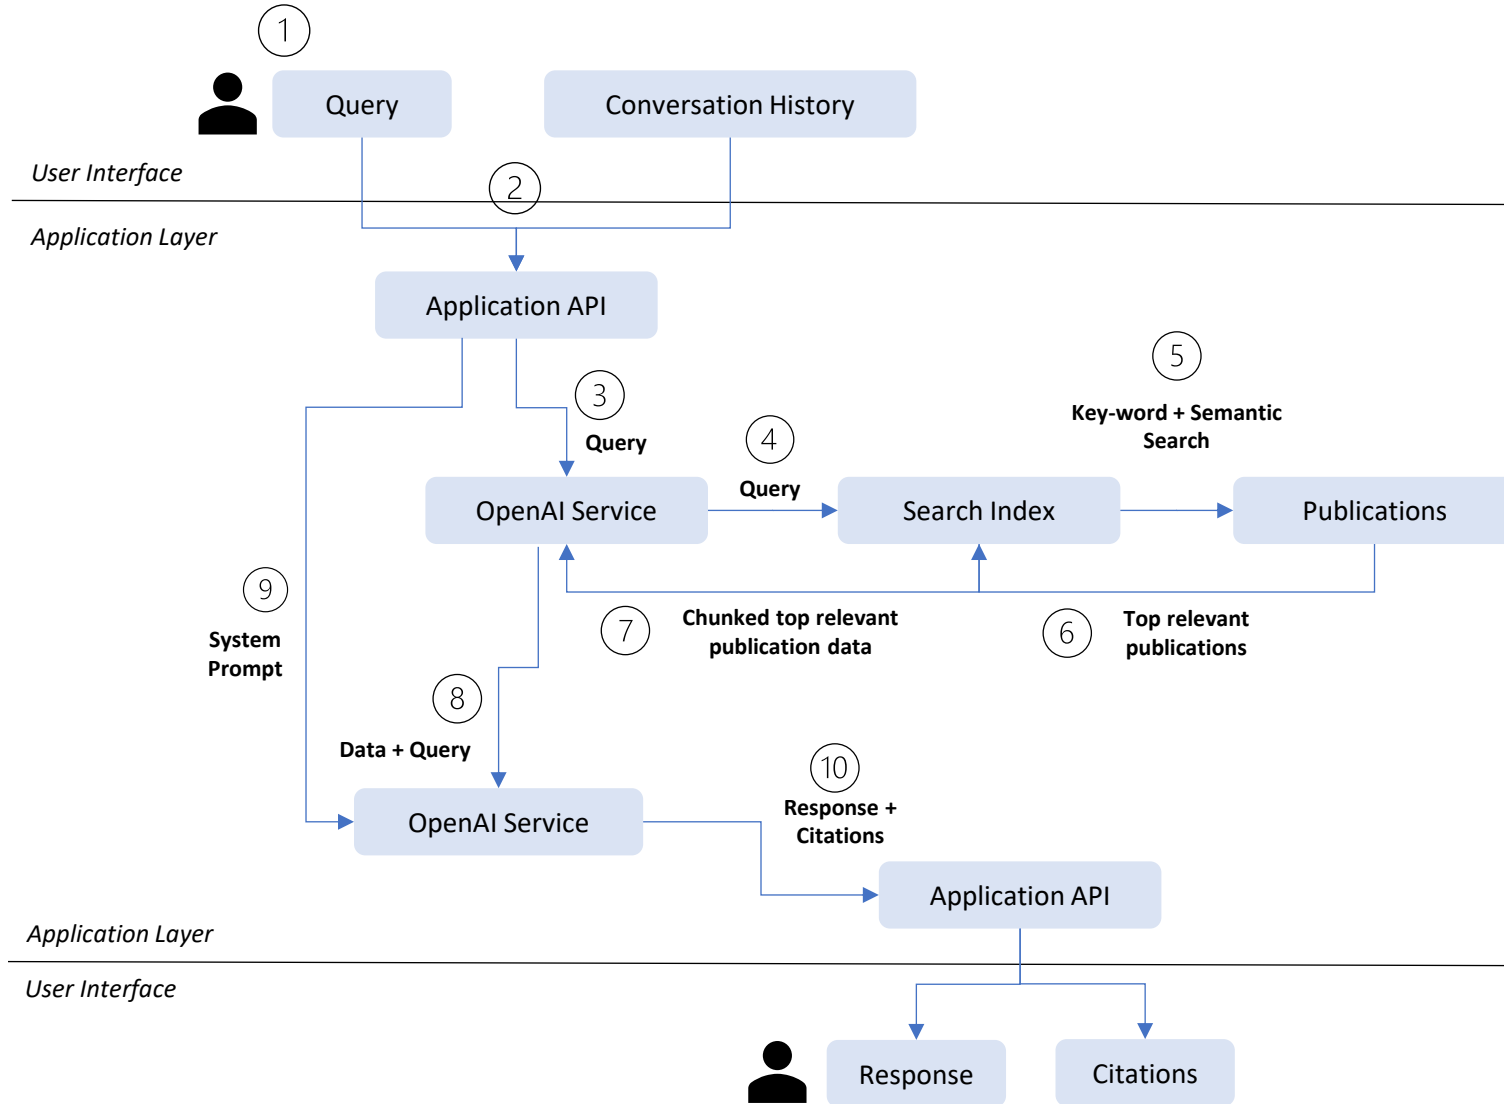 1
Query
Conversation History
User Interface
2
Application Layer
Application API
3
Query
4
Query
5
Key-word + Semantic
Search
OpenAI Service
Search Index
Publications
9
System
Prompt
7
Chunked top relevant
publication data
6
Top relevant
publications
8
Data + Query
10
Response +
Citations
OpenAI Service
Application API
Application Layer
User Interface
Response
Citations